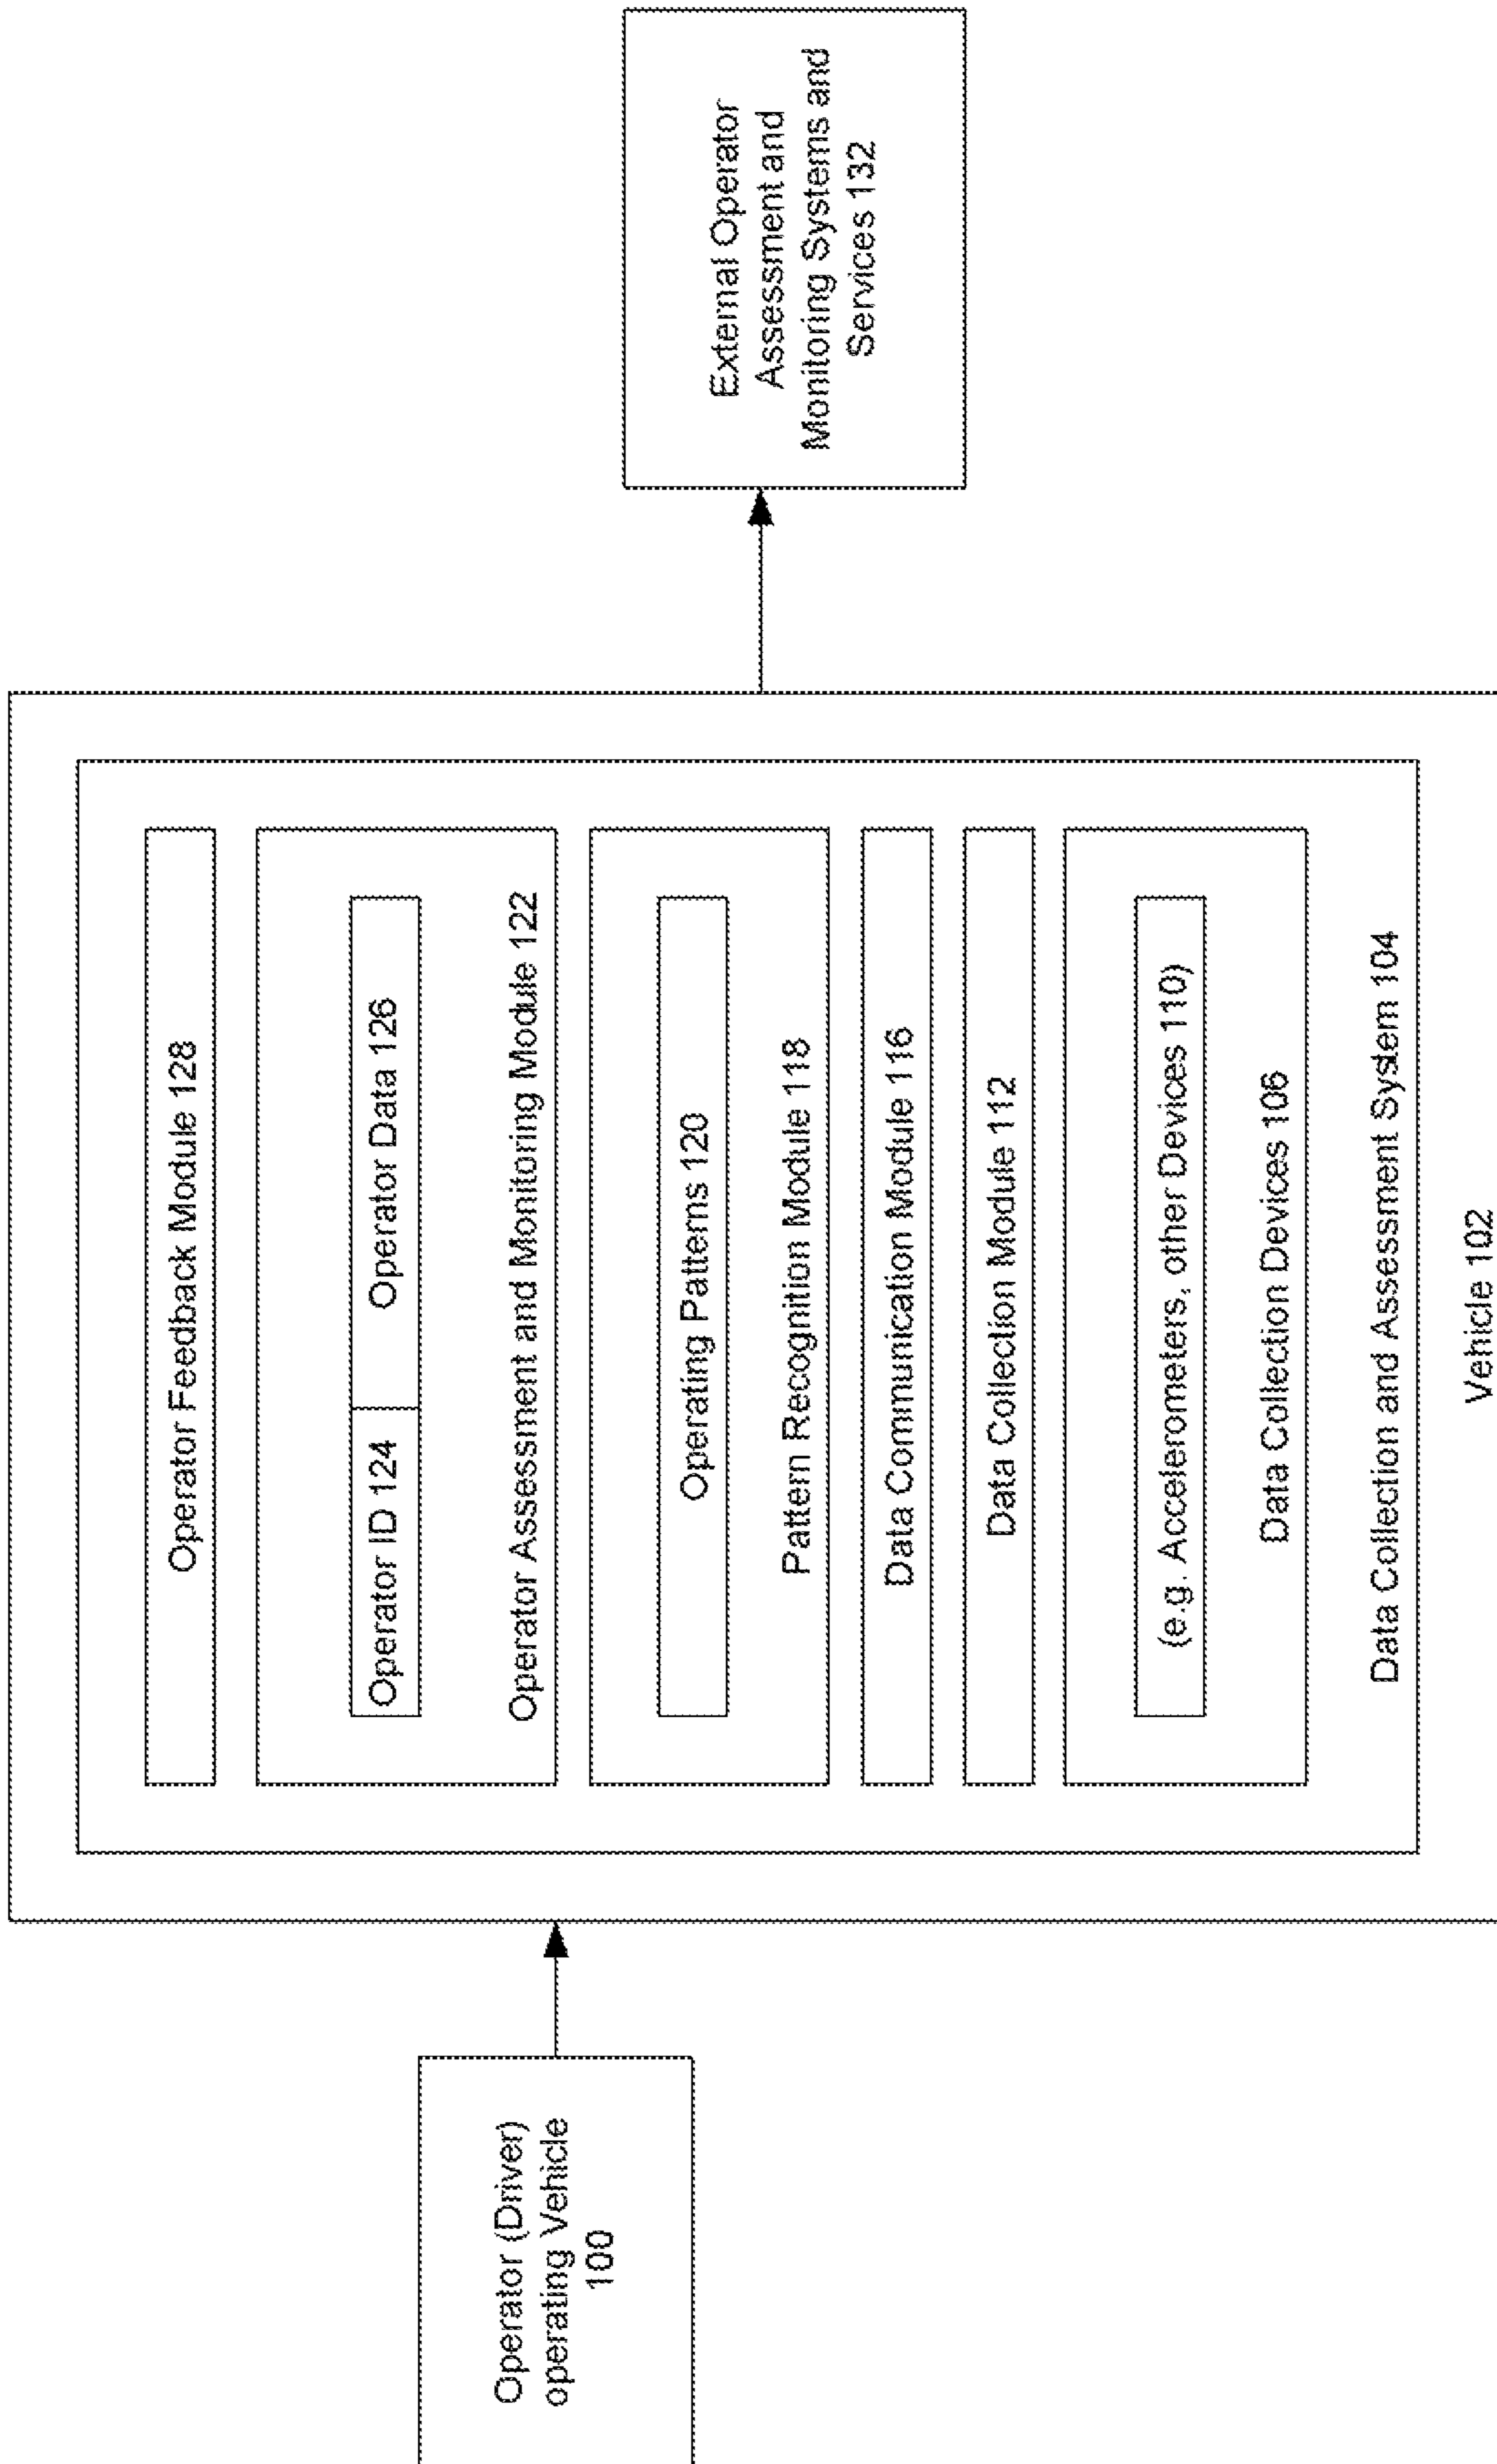 Operator (Driver)
operating Vehicle
100
Operator Feedback Module 128
Operator ID 124
Operator Data 126
Operator Assessment and Monitoring Module 122
Operating Patterns 120
Pattern Recognition Module 118
Data Communication Module 116
Data Collection Module 112
(e.g. Accelerometers, other Devices 110)
Data Collection Devices 106
Data Collection and Assessment System 104
Vehicle 102
External Operator
Assessment and
Monitoring Systems and
Services 132